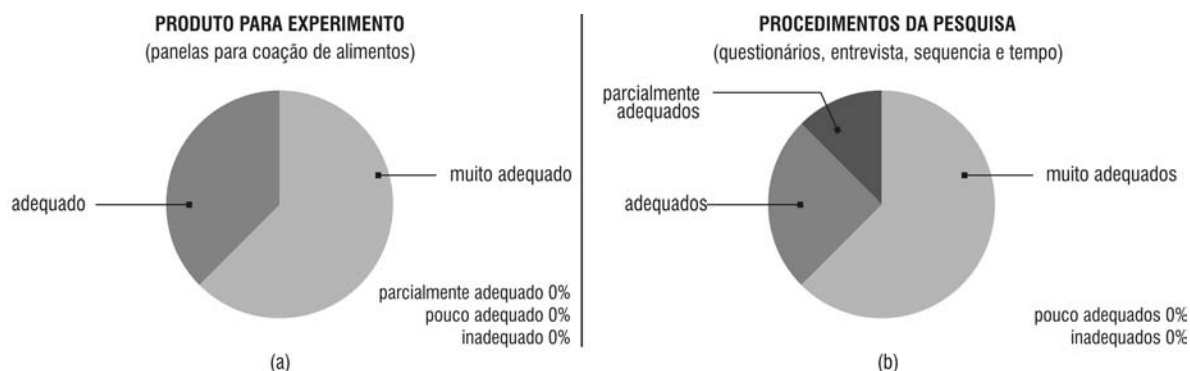 PRODUTO PARA EXPERIMENTO
(panelas para coação de alimentos)
muito adequado
adequado
parcialmente adequado 0%
pouco adequado 0%
inadequado 0%
(a)
PROCEDIMENTOS DA PESQUISA
(questionários, entrevista, sequencia e tempo)
parcialmente
adequados
muito adequados
adequados
pouco adequados 0%
inadequados 0%
(b)